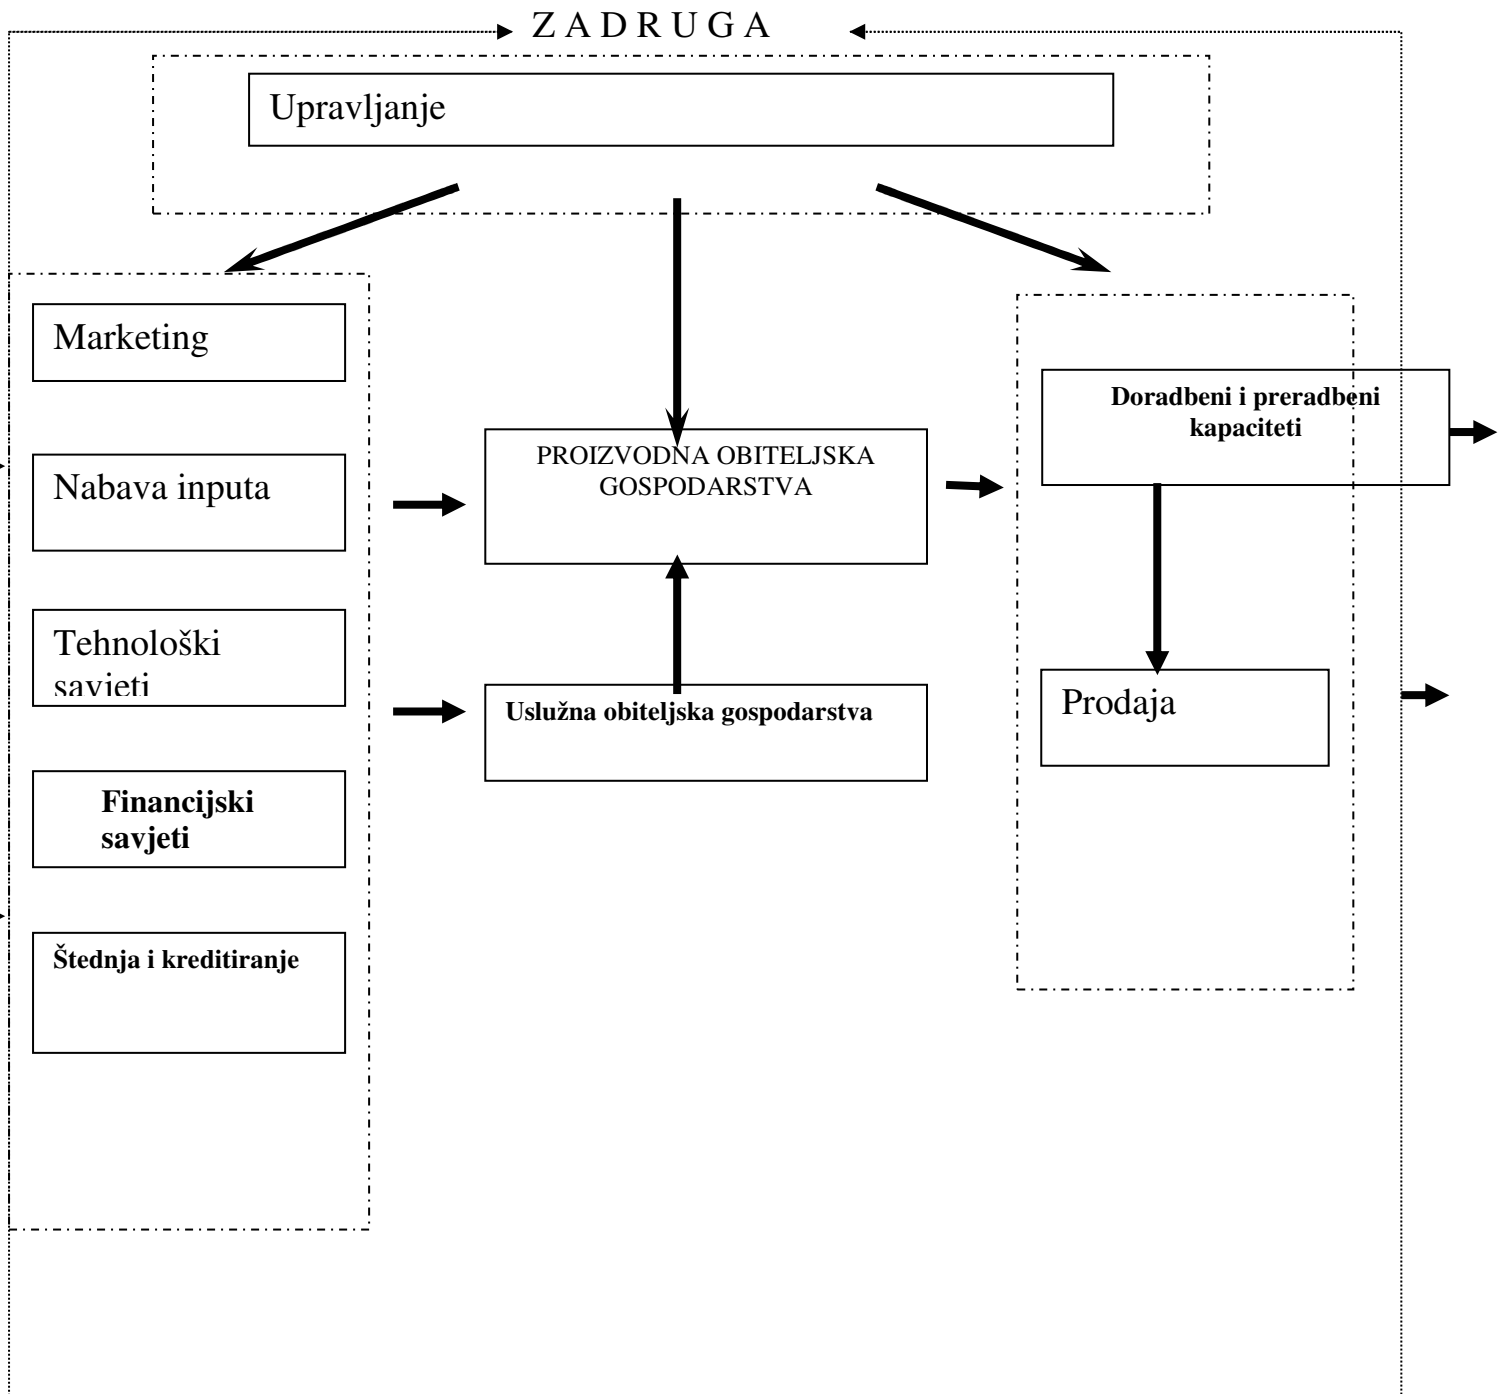 Z A D R U G A
Upravljanje
Marketing
Nabava inputa
Tehnološki
savjeti
Financijski
savjeti
Štednja i kreditiranje
PROIZVODNA OBITELJSKA
GOSPODARSTVA
Uslužna obiteljska gospodarstva
Doradbeni i preradbeni
kapaciteti
Prodaja